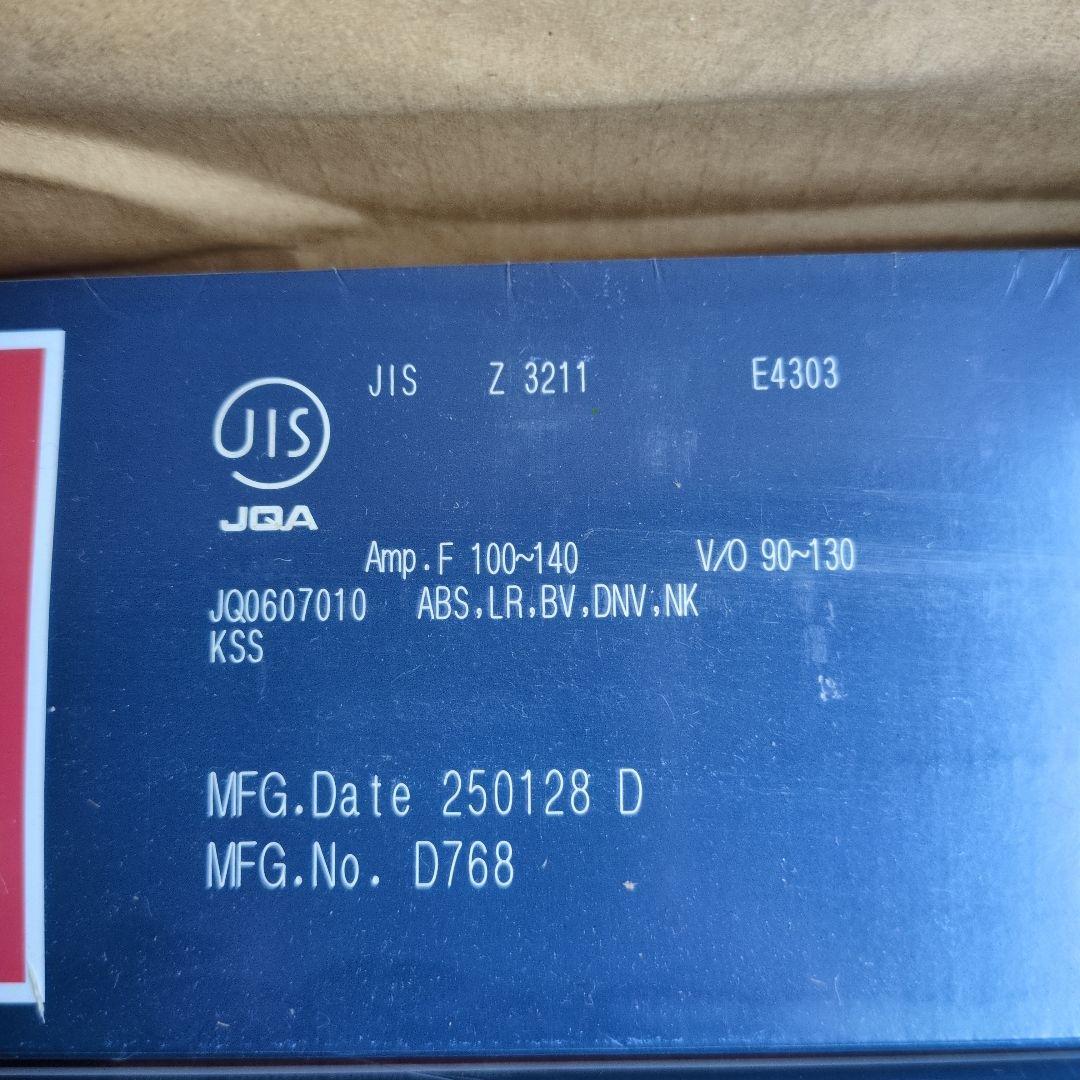 JIS Z 3211 E4303
JIS
JQA
Amp.F 100~140 V/O 90~130
JQ0607010 ABS,LR,BV,DNV,NK
KSS
MFG.Date 250128 D
MFG.No. D768